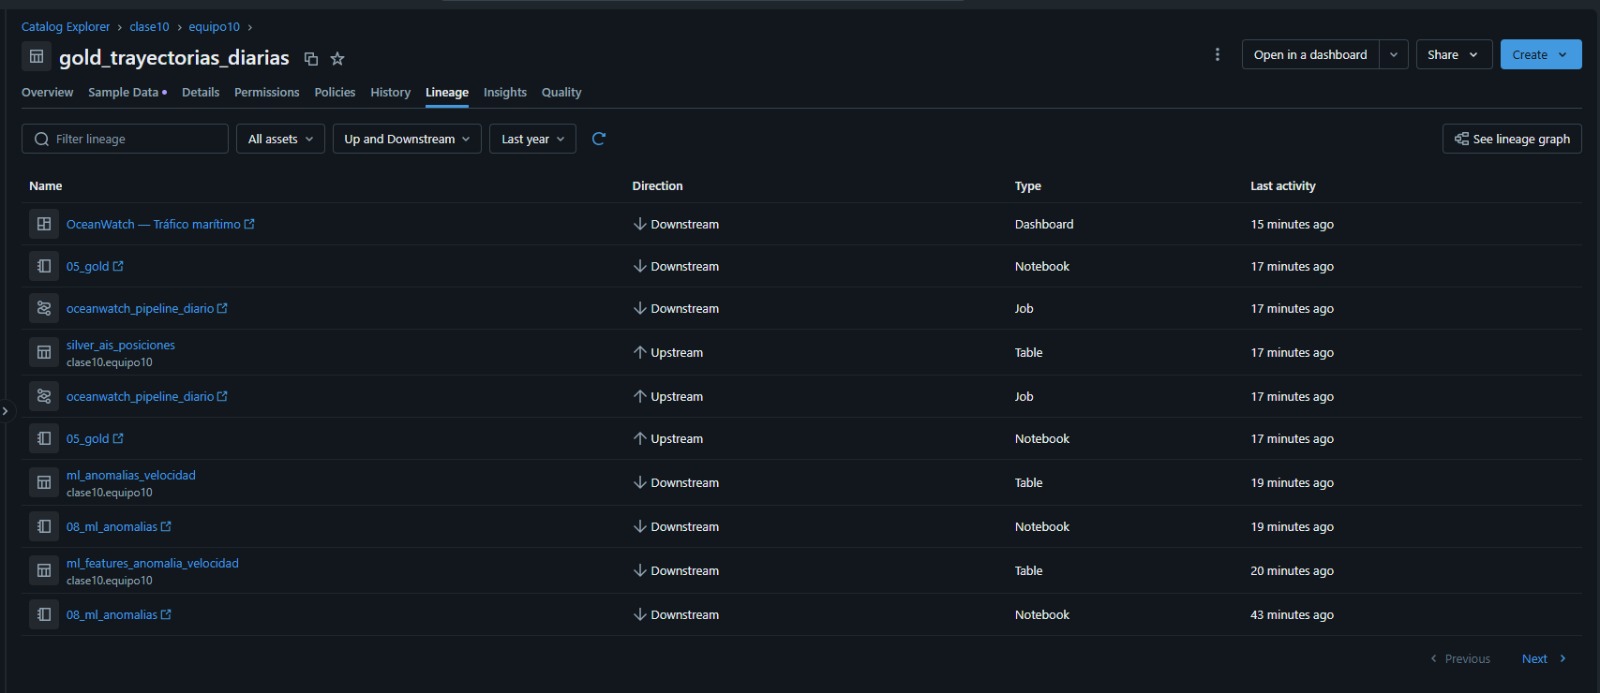 Catalog Explorer > clase10 > equipo10 >
gold_trayectorias_diarias
Open in a dashboard
Share
Create
Overview Sample Data Details Permissions Policies History Lineage Insights Quality
Filter lineage
All assets
Up and Downstream
Last year
See lineage graph
Name Direction Type Last activity
OceanWatch — Tráfico marítimo Downstream Dashboard 15 minutes ago
05_gold Downstream Notebook 17 minutes ago
oceanwatch_pipeline_diario Downstream Job 17 minutes ago
silver_ais_posiciones
clase10.equipo10
Upstream Table 17 minutes ago
oceanwatch_pipeline_diario Upstream Job 17 minutes ago
05_gold Upstream Notebook 17 minutes ago
ml_anomalias_velocidad
clase10.equipo10
Downstream Table 19 minutes ago
08_ml_anomalias Downstream Notebook 19 minutes ago
ml_features_anomalia_velocidad
clase10.equipo10
Downstream Table 20 minutes ago
08_ml_anomalias Downstream Notebook 43 minutes ago
Previous Next